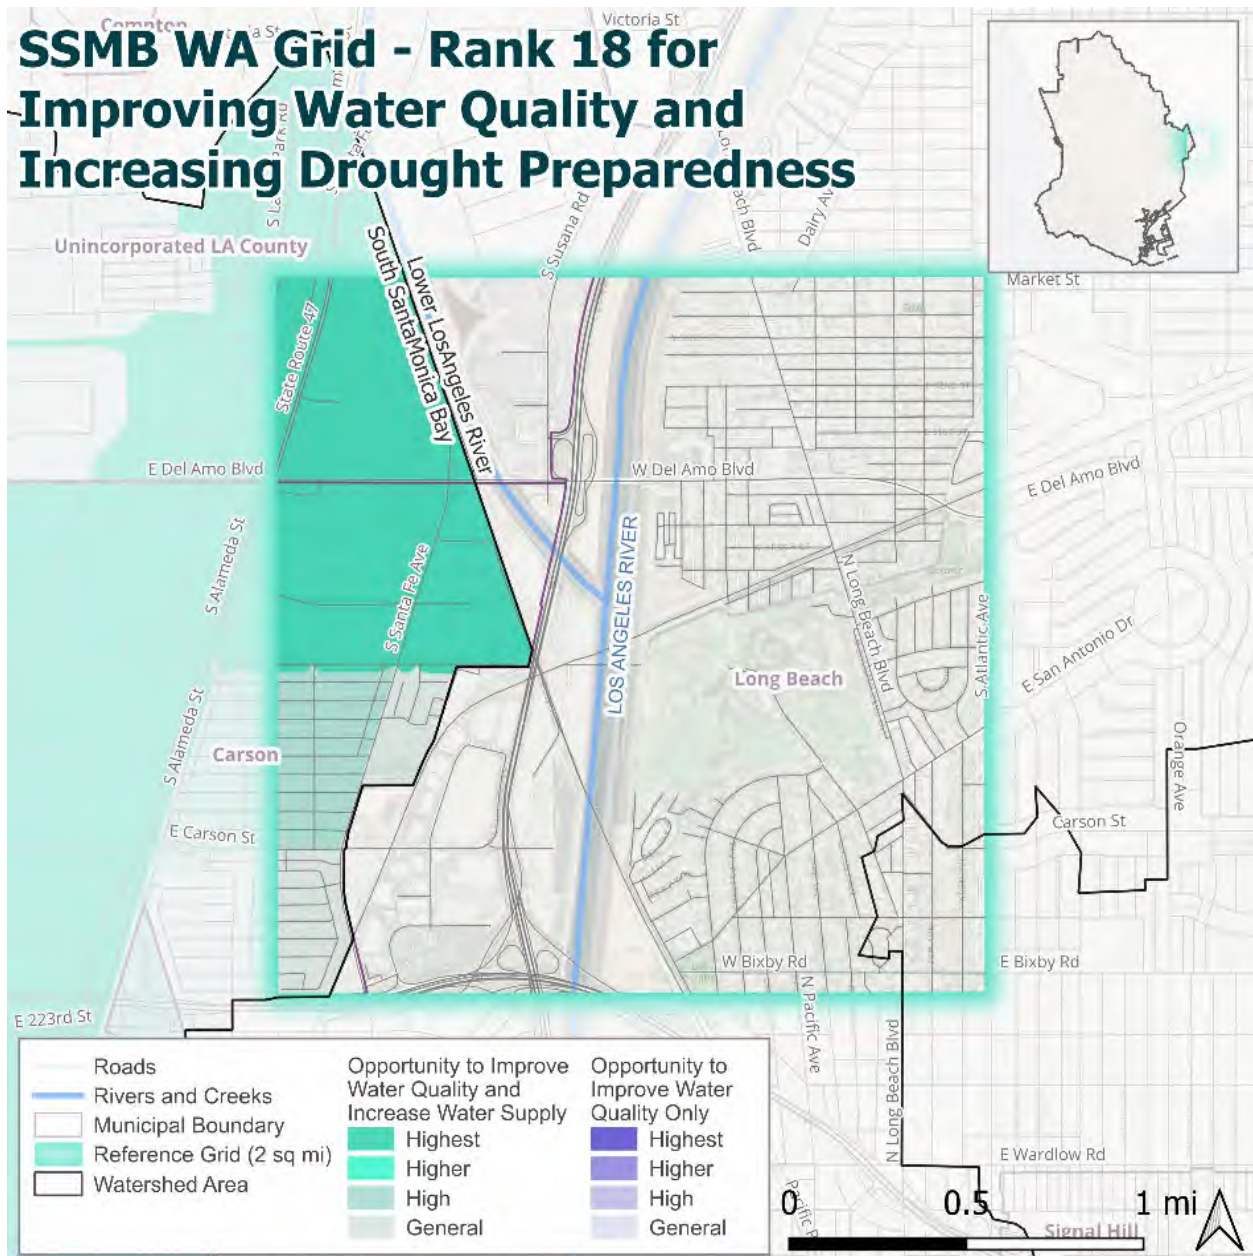 Compton
Victoria St
SSMB WA Grid - Rank 18 for
Improving Water Quality and
Increasing Drought Preparedness
Unincorporated LA County
S Susana Rd
Dairy Av
Market St
Lower LosAngeles River
South SantaMonica Bay
State Route 47
E Del Amo Blvd
W Del Amo Blvd
E Del Amo Blvd
S Alameda St
S Santa Fe Ave
LOS ANGELES RIVER
N Long Beach Blvd
S Atlantic Ave
E San Antonio Dr
Long Beach
S Alameda St
Carson
Orange Ave
E Carson St
Carson St
W Bixby Rd
E Bixby Rd
N Pacific Ave
E 223rd St
N Long Beach Blvd
E Wardlow Rd
Signal Hill
Roads
Rivers and Creeks
Municipal Boundary
Reference Grid (2 sq mi)
Watershed Area
Opportunity to Improve
Water Quality and
Increase Water Supply
Highest
Higher
High
General
Opportunity to
Improve Water
Quality Only
Highest
Higher
High
General
0 0.5 1 mi